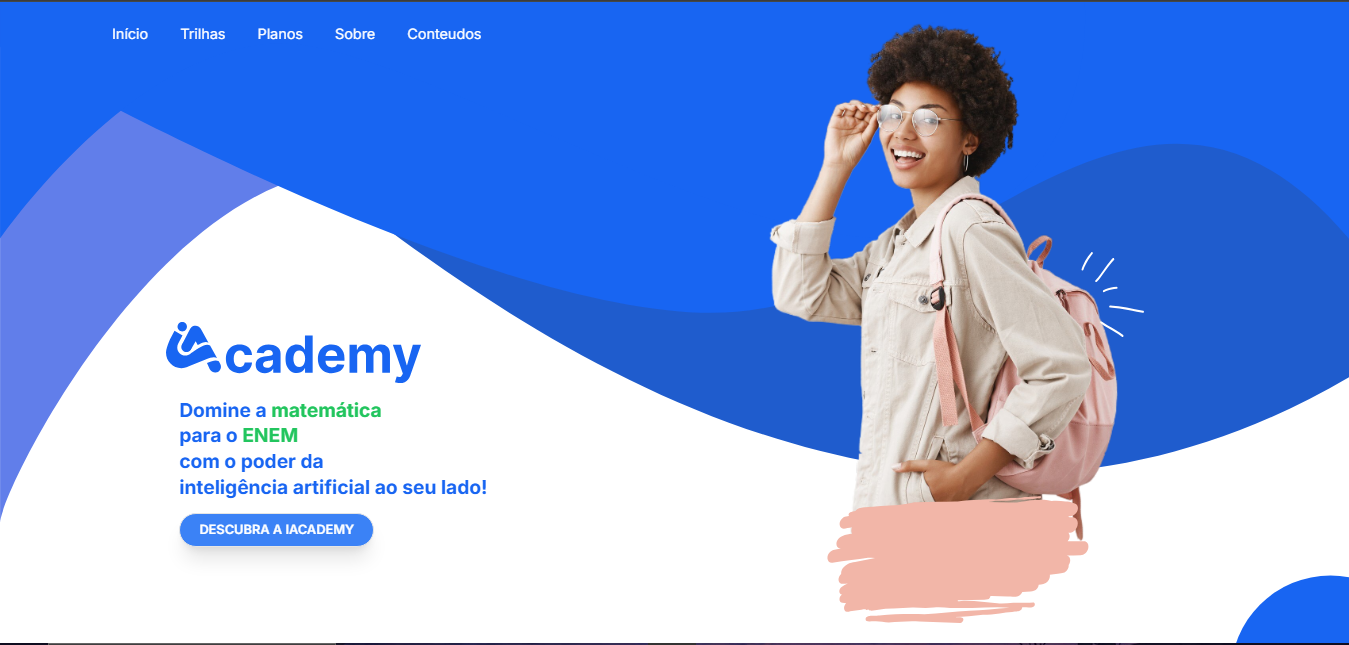 Início Trilhas Planos Sobre Conteudos
iAcademy
Domine a matemática
para o ENEM
com o poder da
inteligência artificial ao seu lado!
DESCUBRA A IACADEMY